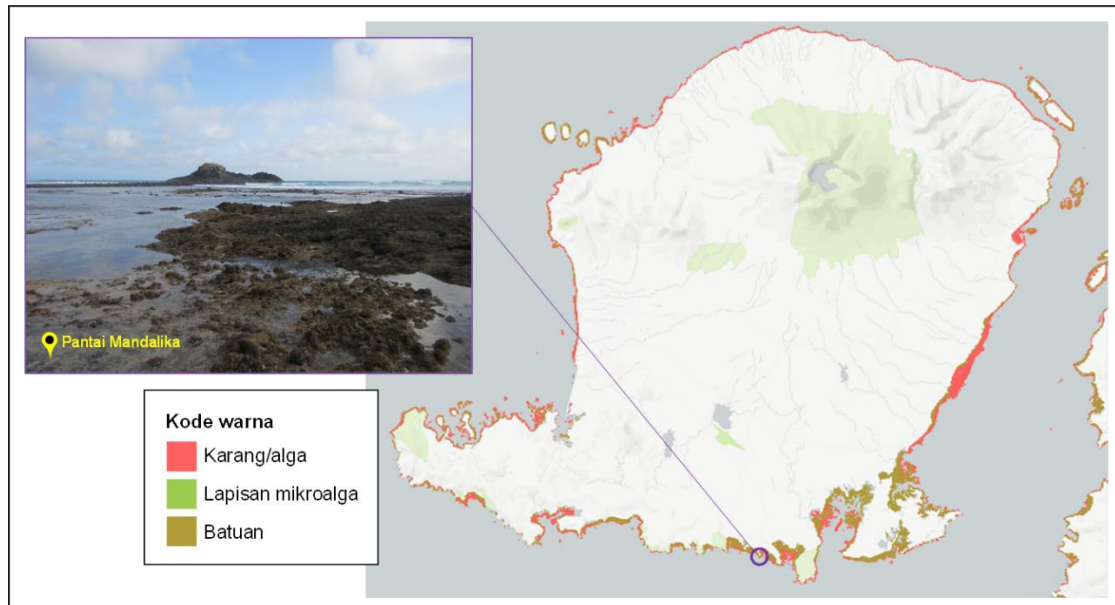 Pantai Mandalika
Kode warna
Karang/alga
Lapisan mikroalga
Batuan